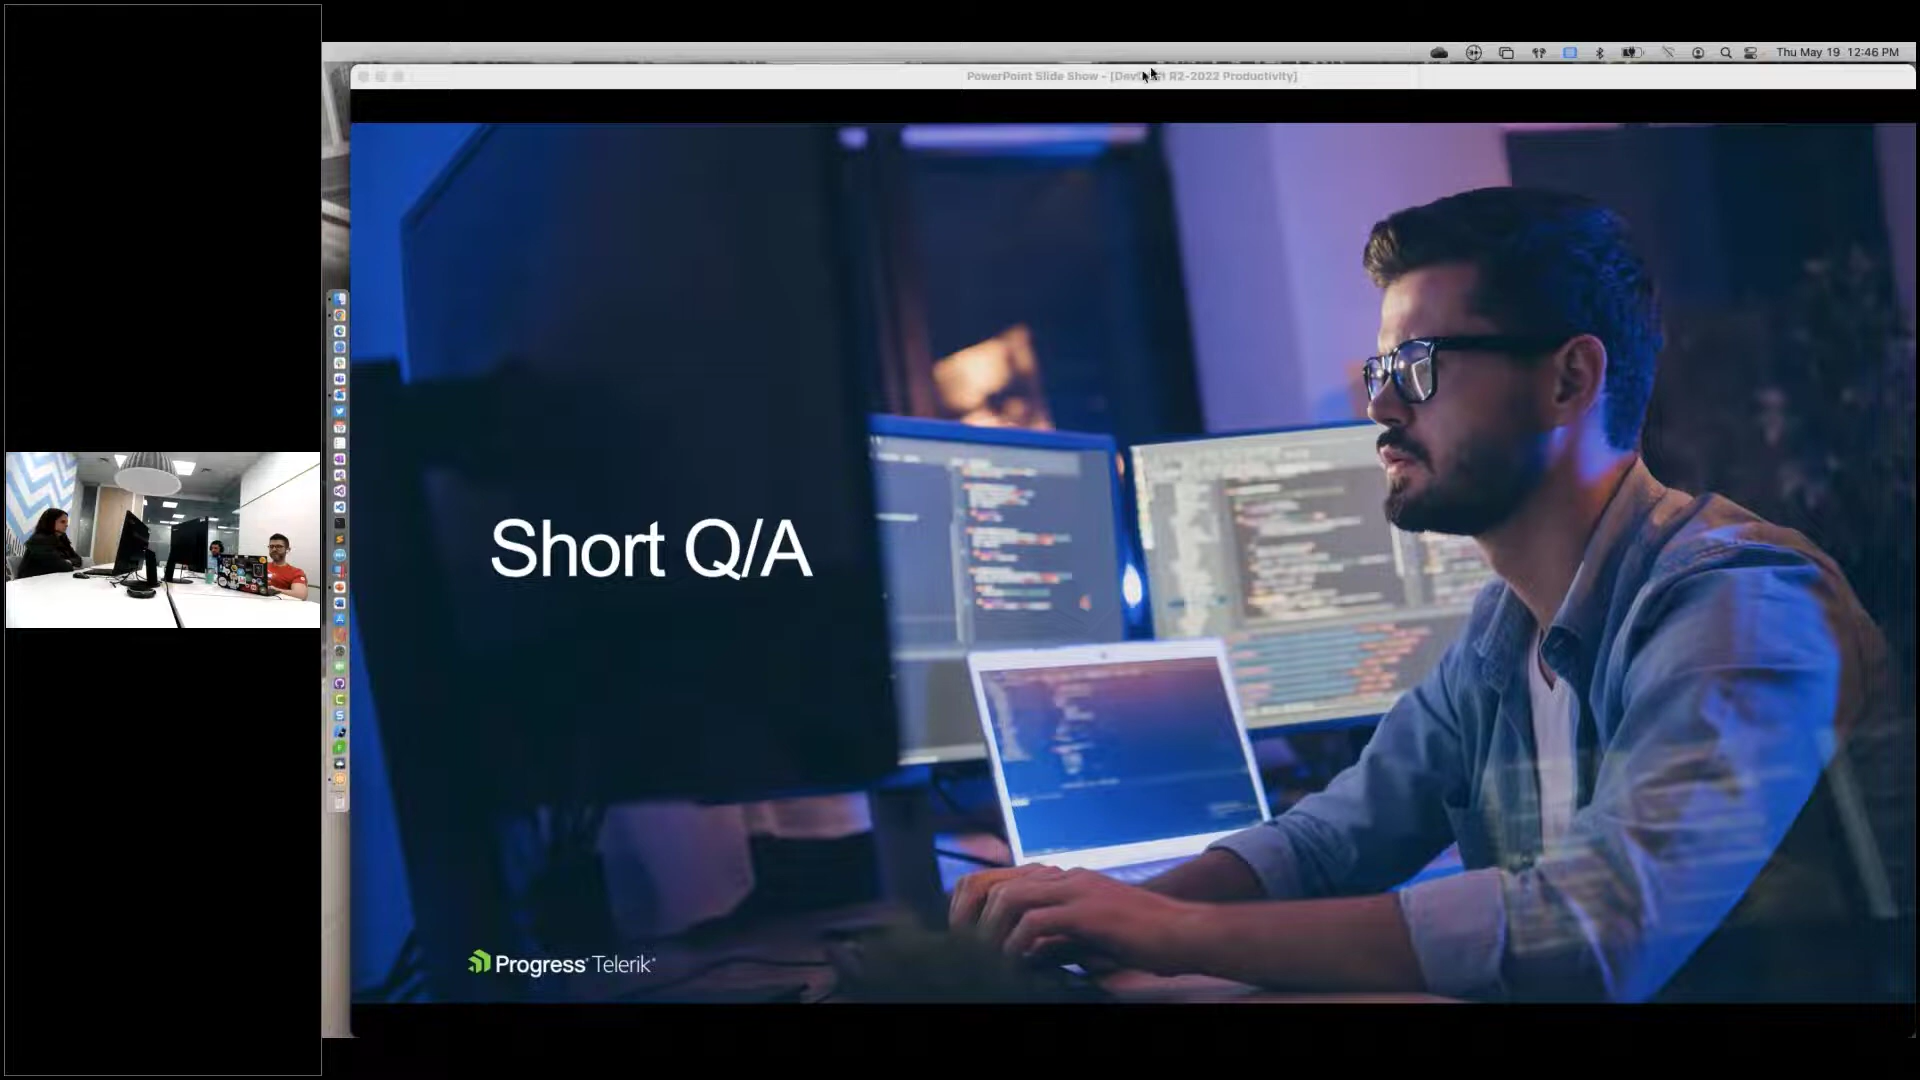 Thu May 19 12:46 PM
PowerPoint Slide Show - [Dev R2-2022 Productivity]
Short Q/A
Progress Telerik